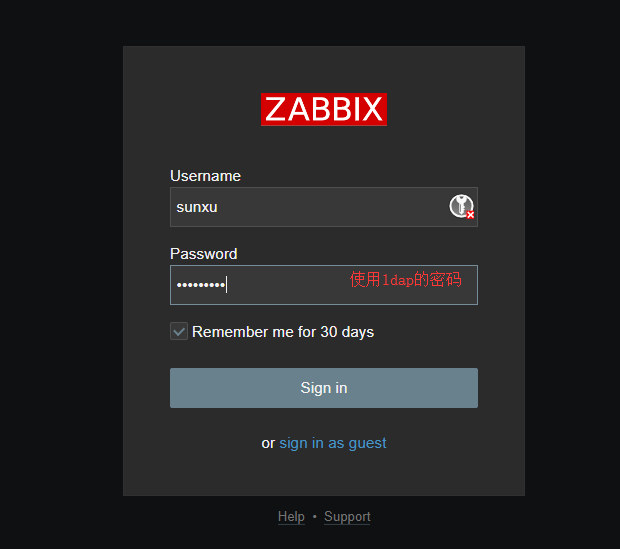 ZABBIX
Username
sunxu
Password
••••••••• 使用ldap的密码
Remember me for 30 days
Sign in
or sign in as guest
Help • Support